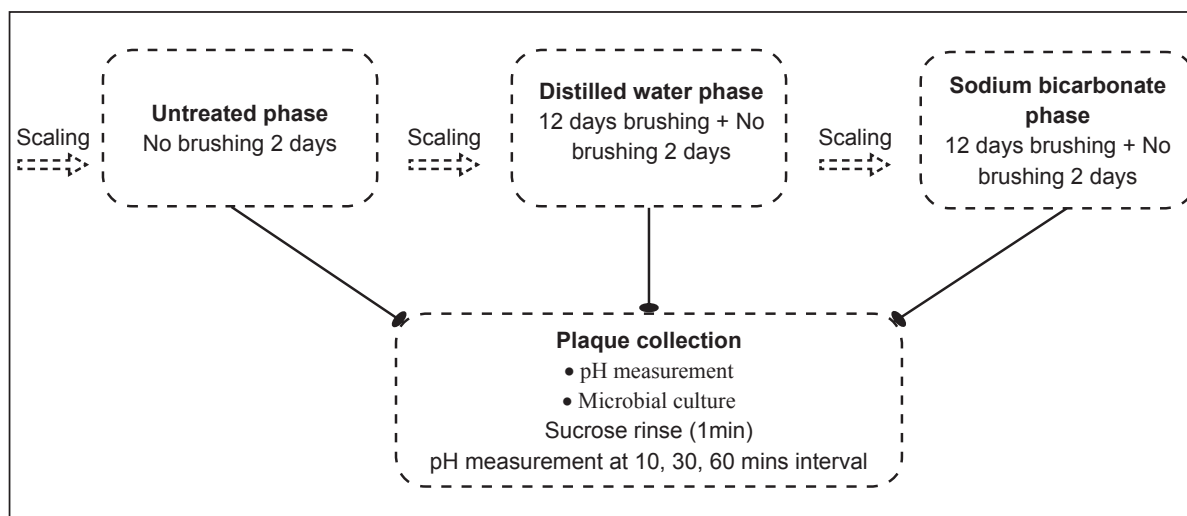 Scaling
Untreated phase
No brushing 2 days
Scaling
Distilled water phase
12 days brushing + No
brushing 2 days
Scaling
Sodium bicarbonate
phase
12 days brushing + No
brushing 2 days
Plaque collection
• pH measurement
• Microbial culture
Sucrose rinse (1min)
pH measurement at 10, 30, 60 mins interval